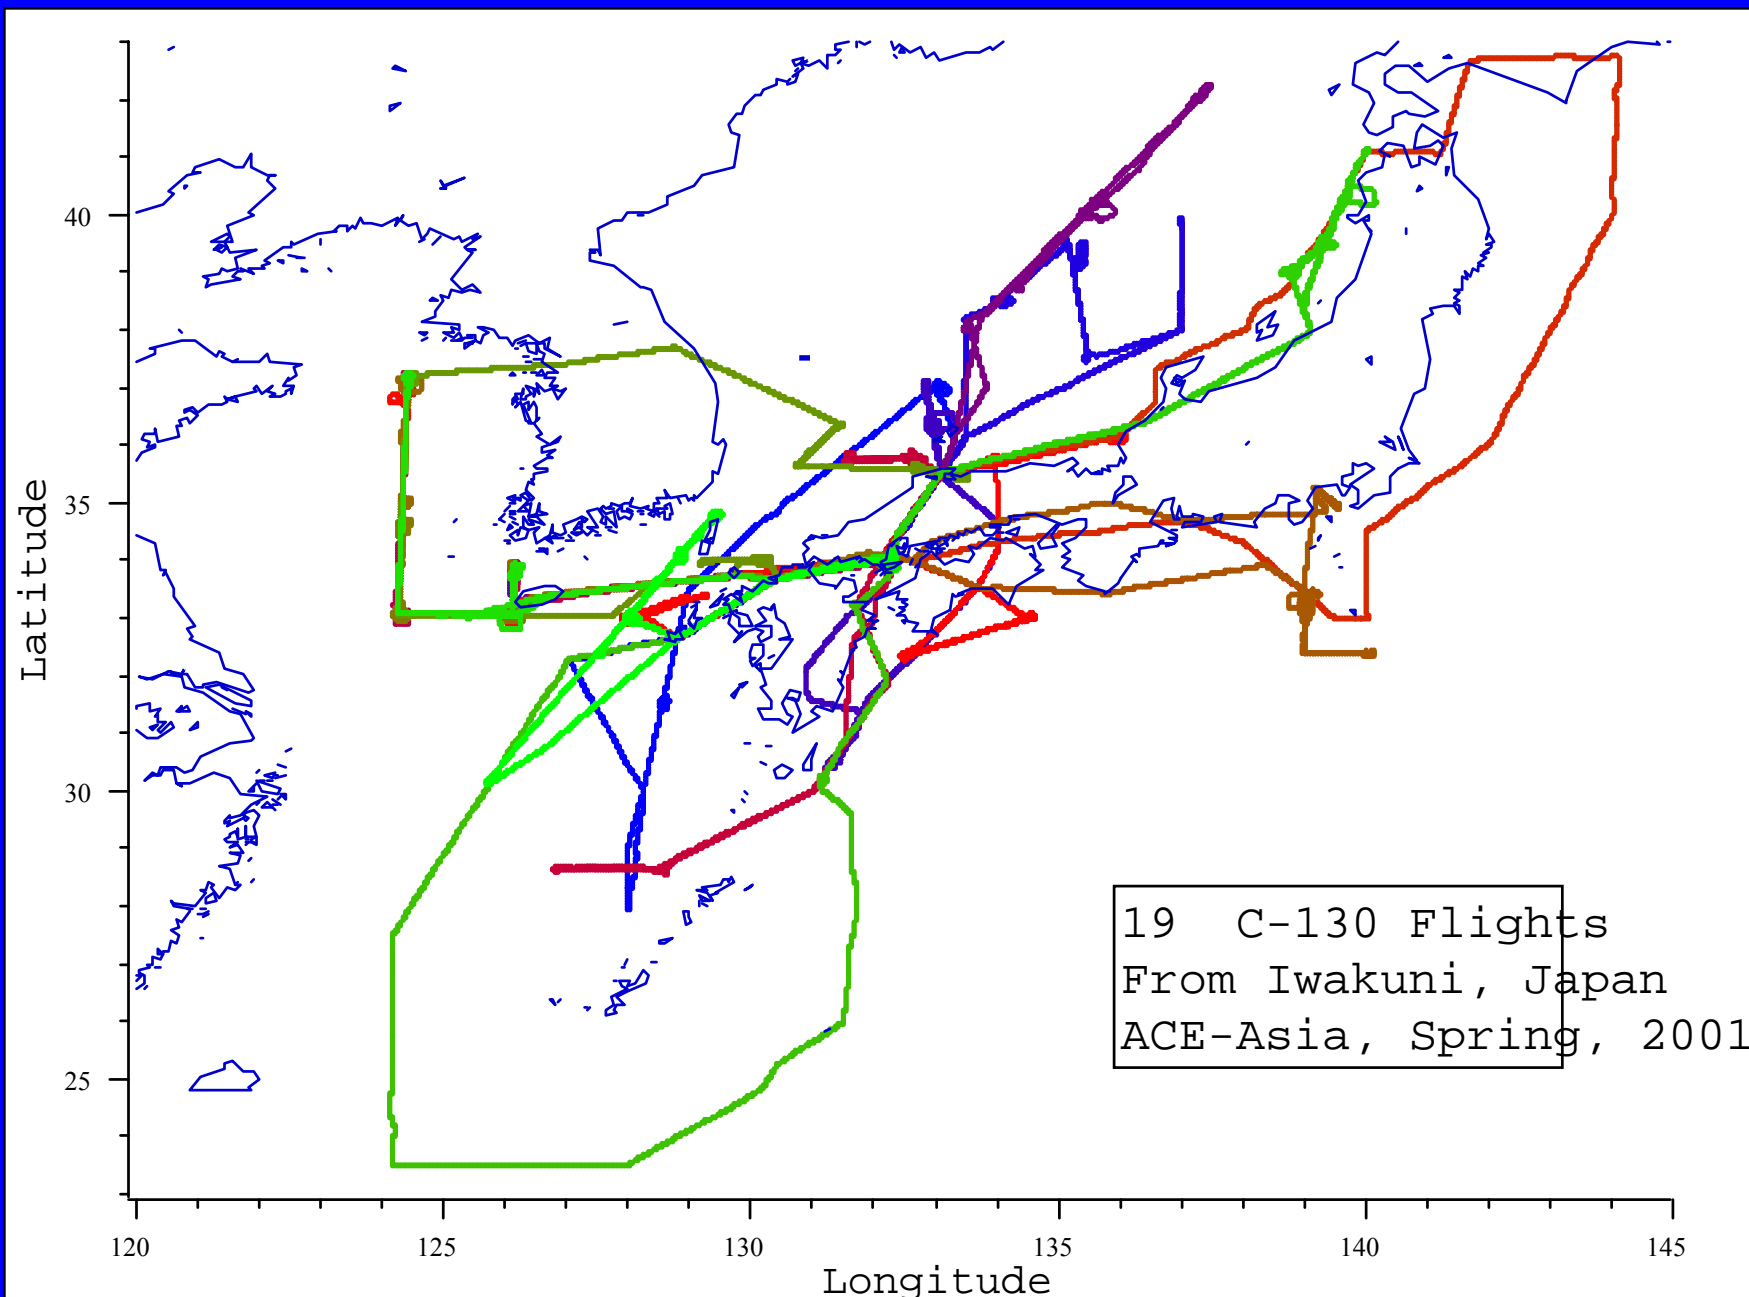 40
35
30
25
Latitude
19 C-130 Flights
From Iwakuni, Japan
ACE-Asia, Spring, 2001
120 125 130 135 140 145
Longitude